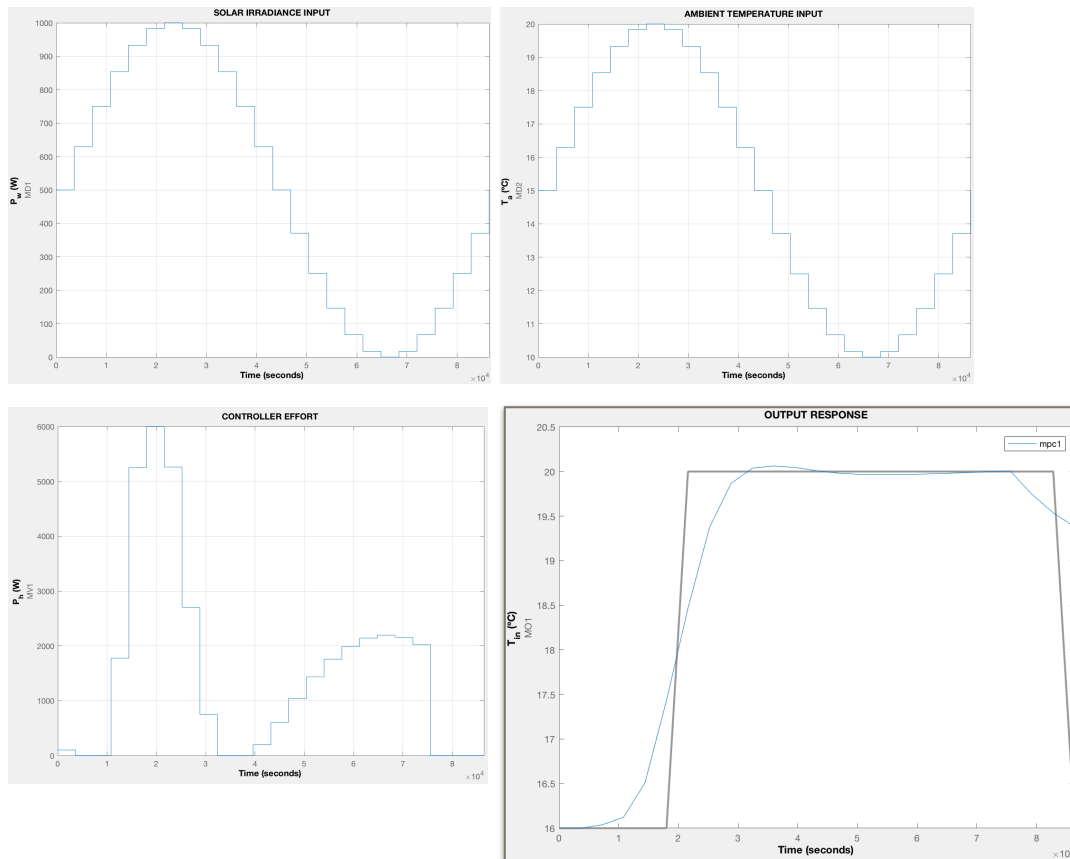 SOLAR IRRADIANCE INPUT
1000
900
800
700
600
500
400
300
200
100
0
P_w (W)
MD1
0 1 2 3 4 5 6 7 8
Time (seconds)
×10⁴
AMBIENT TEMPERATURE INPUT
20
19
18
17
16
15
14
13
12
11
10
T_a (ºC)
MD2
0 1 2 3 4 5 6 7 8
Time (seconds)
×10⁴
CONTROLLER EFFORT
6000
5000
4000
3000
2000
1000
0
P_h (W)
MV1
0 1 2 3 4 5 6 7 8
Time (seconds)
×10⁴
OUTPUT RESPONSE
mpc1
20.5
20
19.5
19
18.5
18
17.5
17
16.5
16
T_in (ºC)
MO1
0 1 2 3 4 5 6 7 8
Time (seconds)
×10